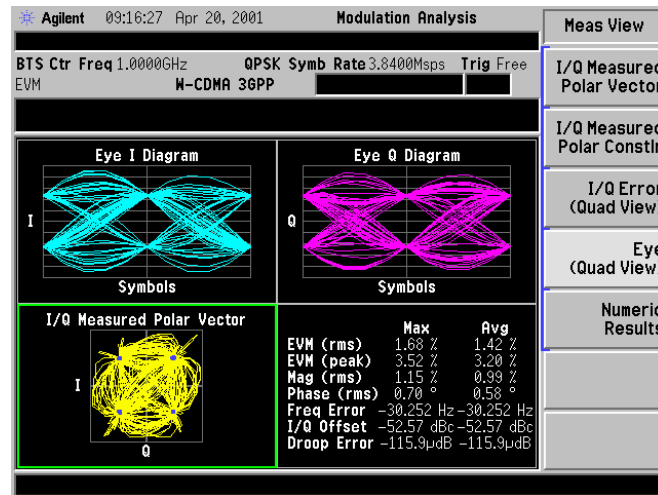 Agilent 09:16:27 Apr 20, 2001 Modulation Analysis Meas View
BTS Ctr Freq 1.0000GHz QPSK Symb Rate 3.8400Msps Trig Free
EVM W-CDMA 3GPP
I/Q Measured
Polar Vector
I/Q Measured
Polar Constln
I/Q Error
(Quad View
Eye
(Quad View
Numeric
Results
Eye I Diagram
I
Symbols
Eye Q Diagram
Q
Symbols
I/Q Measured Polar Vector
I
Q
Max Avg
EVM (rms) 1.68 % 1.42 %
EVM (peak) 3.52 % 3.20 %
Mag (rms) 1.15 % 0.99 %
Phase (rms) 0.70 ° 0.58 °
Freq Error -30.252 Hz -30.252 Hz
I/Q Offset -52.57 dBc -52.57 dBc
Droop Error -115.9µdB -115.9µdB